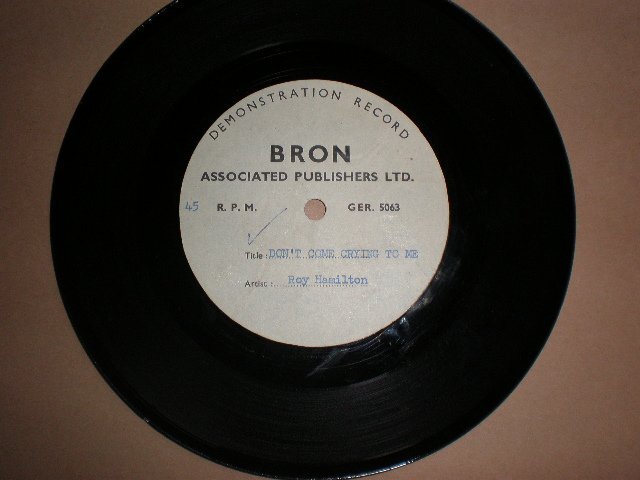 DEMONSTRATION RECORD
BRON
ASSOCIATED PUBLISHERS LTD.
45 R. P. M. GER. 5063
Title : DON'T COME CRYING TO ME
Artist : Roy Hamilton